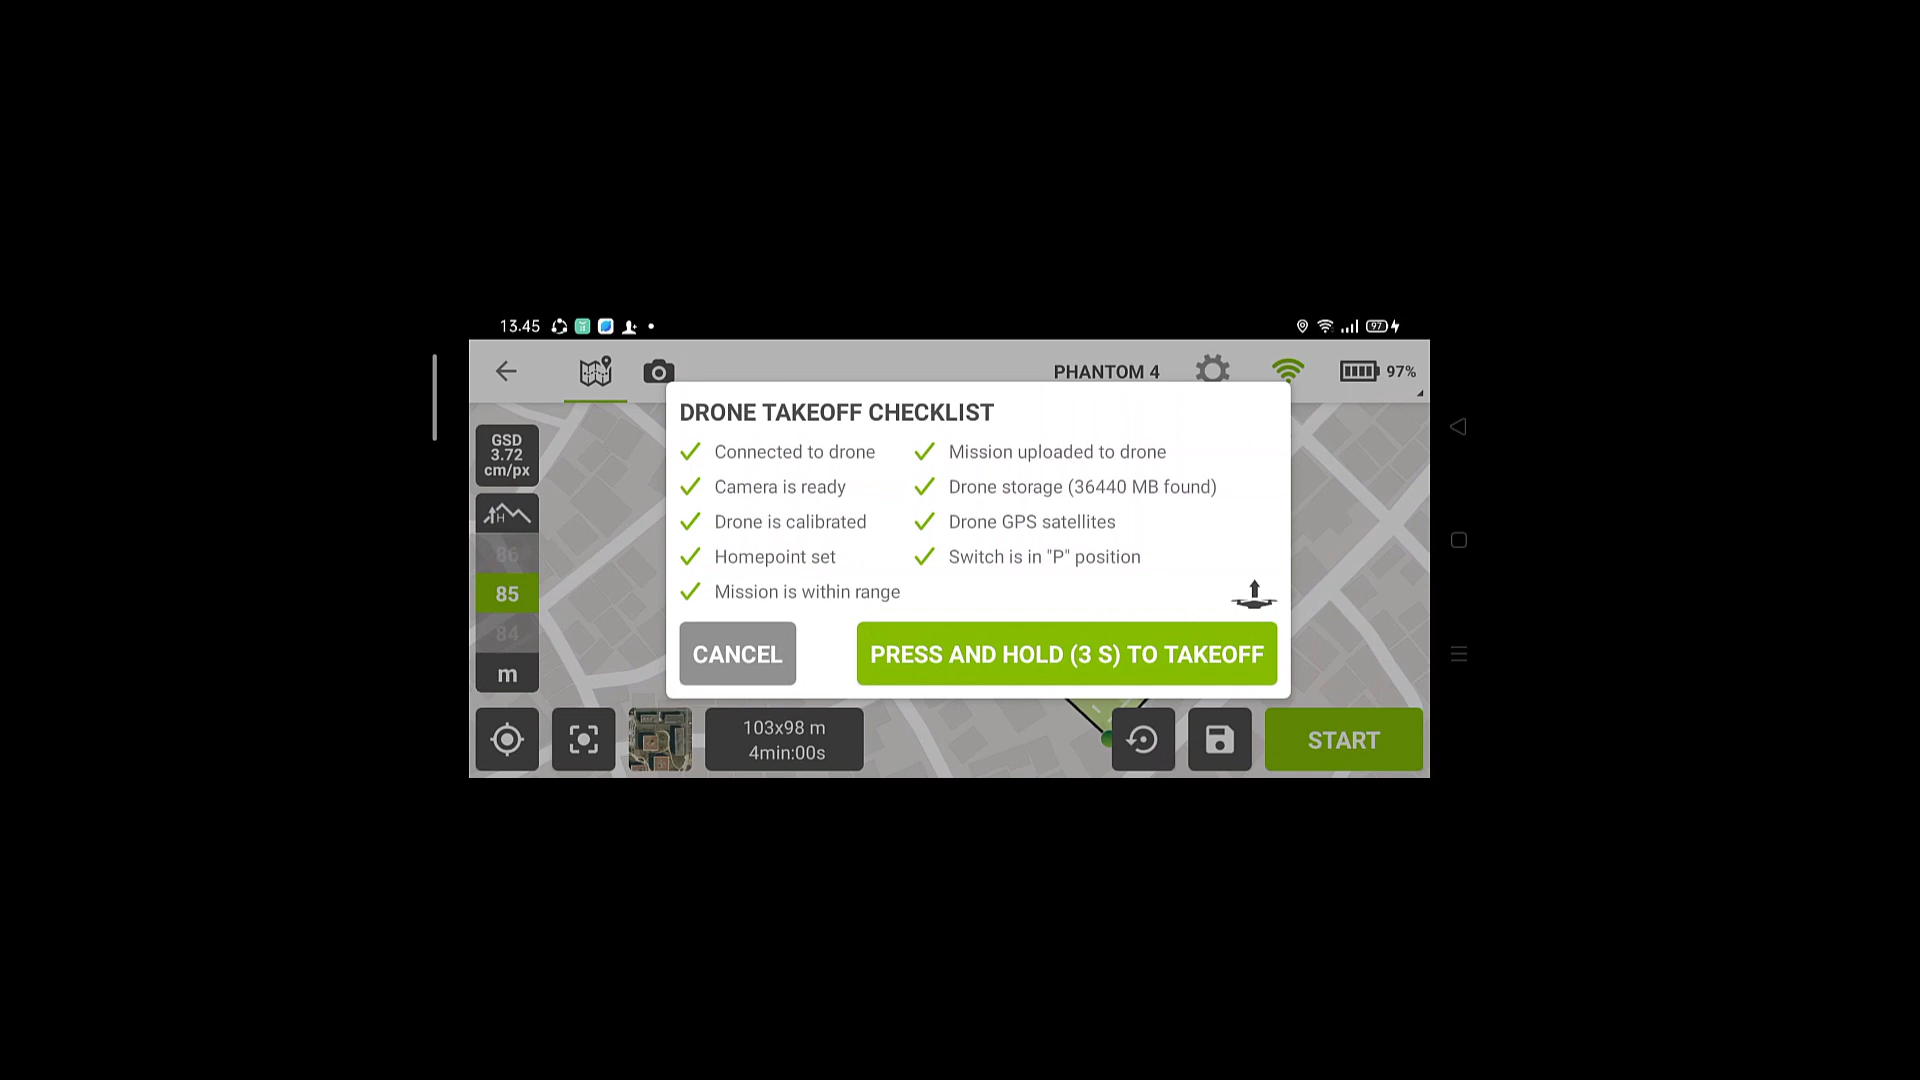 13.45
97
PHANTOM 4
97%
DRONE TAKEOFF CHECKLIST
GSD
3.72
cm/px
Connected to drone
Mission uploaded to drone
Camera is ready
Drone storage (36440 MB found)
H
Drone is calibrated
Drone GPS satellites
86
Homepoint set
Switch is in "P" position
85
Mission is within range
84
m
CANCEL
PRESS AND HOLD (3 S) TO TAKEOFF
103x98 m
4min:00s
START